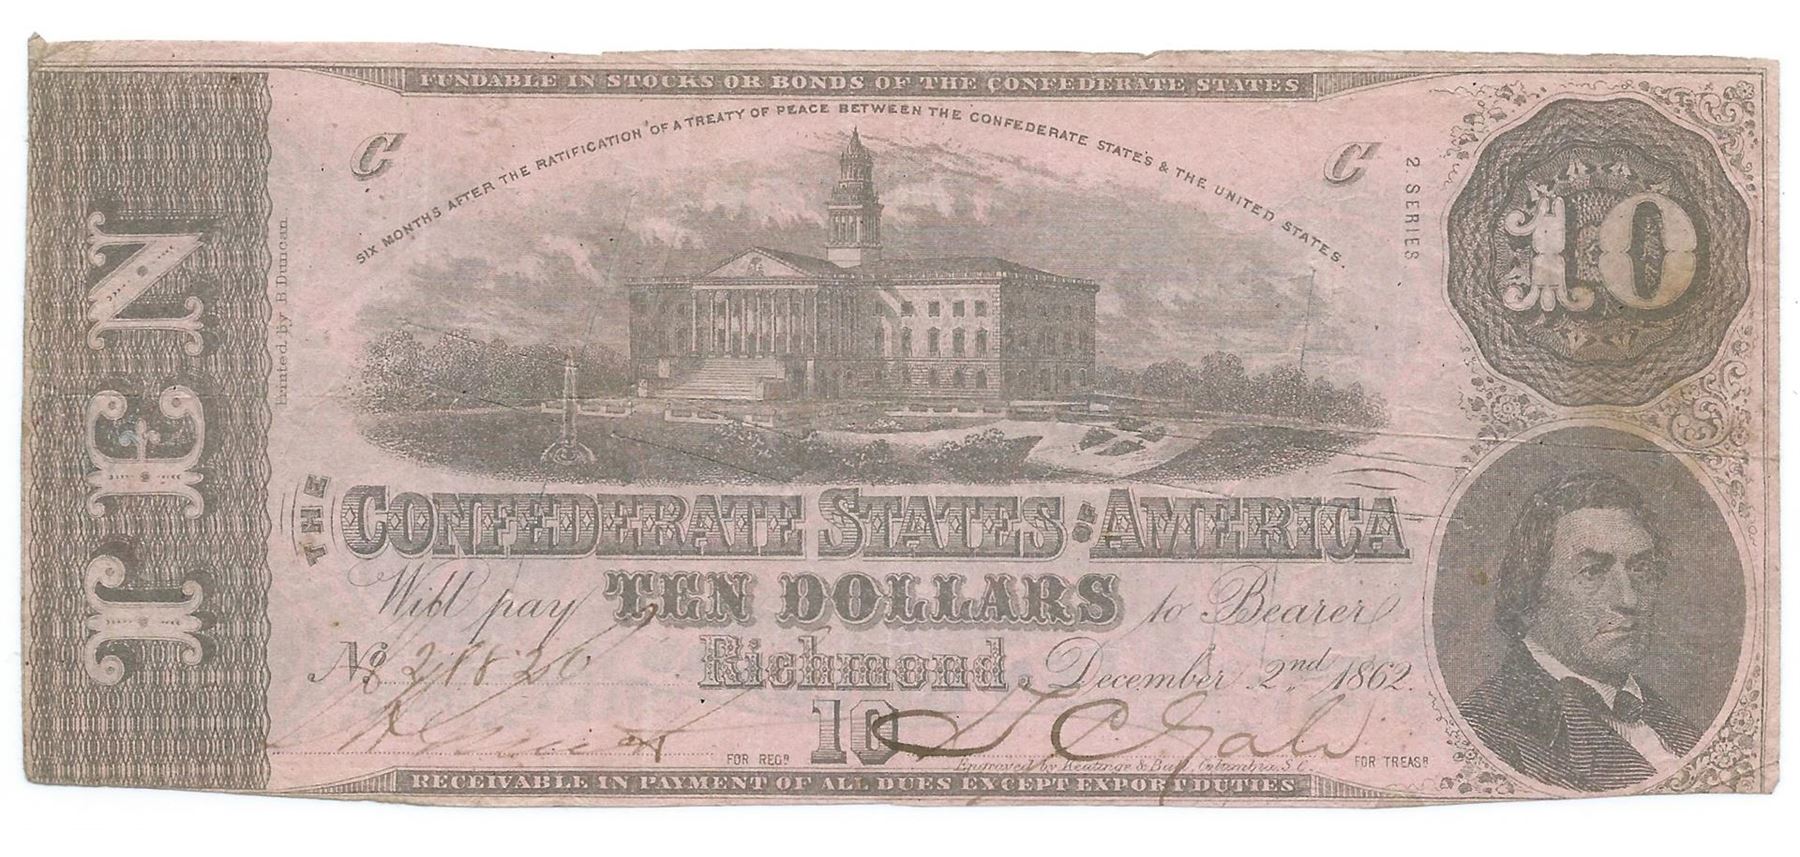 FUNDABLE IN STOCKS OR BONDS OF THE CONFEDERATE STATES
SIX MONTHS AFTER THE RATIFICATION OF A TREATY OF PEACE BETWEEN THE CONFEDERATE STATE'S & THE UNITED STATES.
C
C
2. SERIES
10
TEN
Printed, by B. Duncan.
THE CONFEDERATE STATES OF AMERICA
Will pay TEN DOLLARS to Bearer
No
Richmond, December 2nd 1862.
10
FOR REGR
FOR TREASR
Engraved by Keatinge & Ball, Columbia, S.C.
RECEIVABLE IN PAYMENT OF ALL DUES EXCEPT EXPORT DUTIES